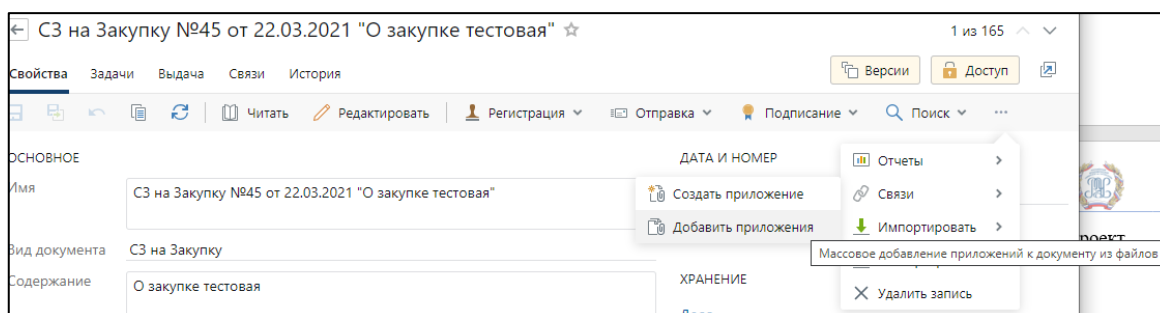 СЗ на Закупку №45 от 22.03.2021 "О закупке тестовая"
1 из 165
Свойства Задачи Выдача Связи История
Версии Доступ
Читать Редактировать Регистрация Отправка Подписание Поиск ...
ОСНОВНОЕ
ДАТА И НОМЕР
Отчеты
Имя
СЗ на Закупку №45 от 22.03.2021 "О закупке тестовая"
Создать приложение
Связи
Добавить приложения
Импортировать
Массовое добавление приложений к документу из файлов
Вид документа
СЗ на Закупку
Содержание
О закупке тестовая
ХРАНЕНИЕ
Удалить запись